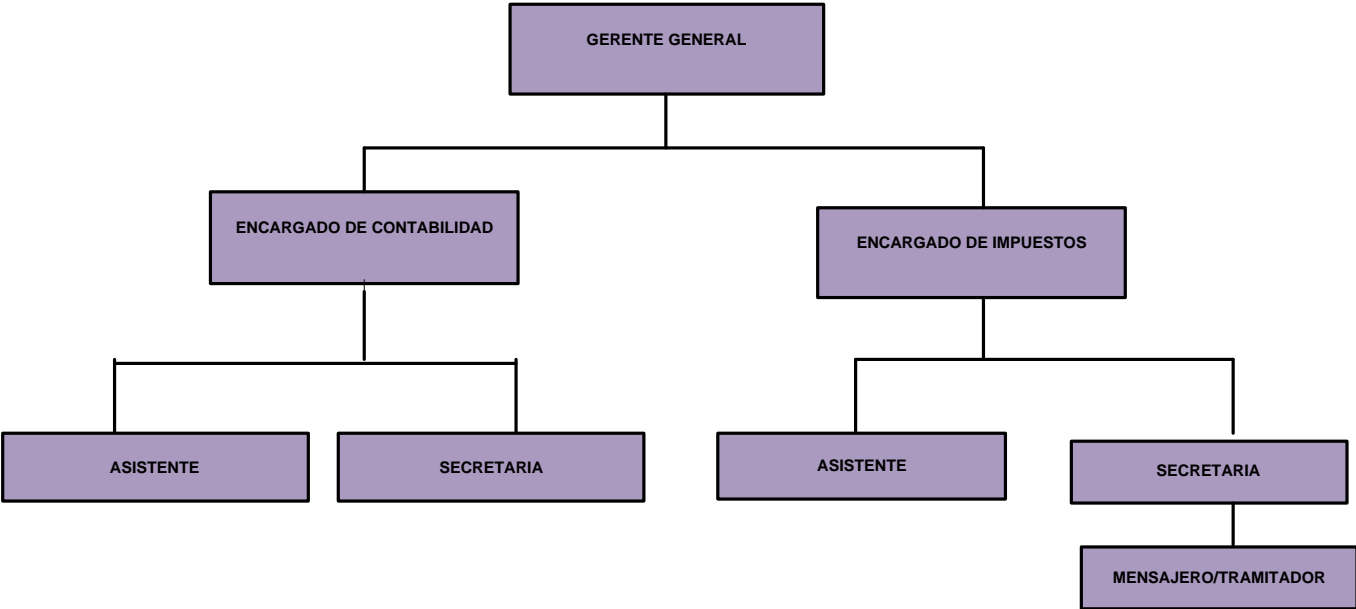 GERENTE GENERAL
ENCARGADO DE CONTABILIDAD
ENCARGADO DE IMPUESTOS
ASISTENTE
SECRETARIA
ASISTENTE
SECRETARIA
MENSAJERO/TRAMITADOR